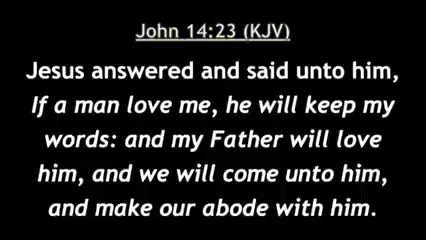 John 14:23 (KJV)
Jesus answered and said unto him,
If a man love me, he will keep my
words: and my Father will love
him, and we will come unto him,
and make our abode with him.